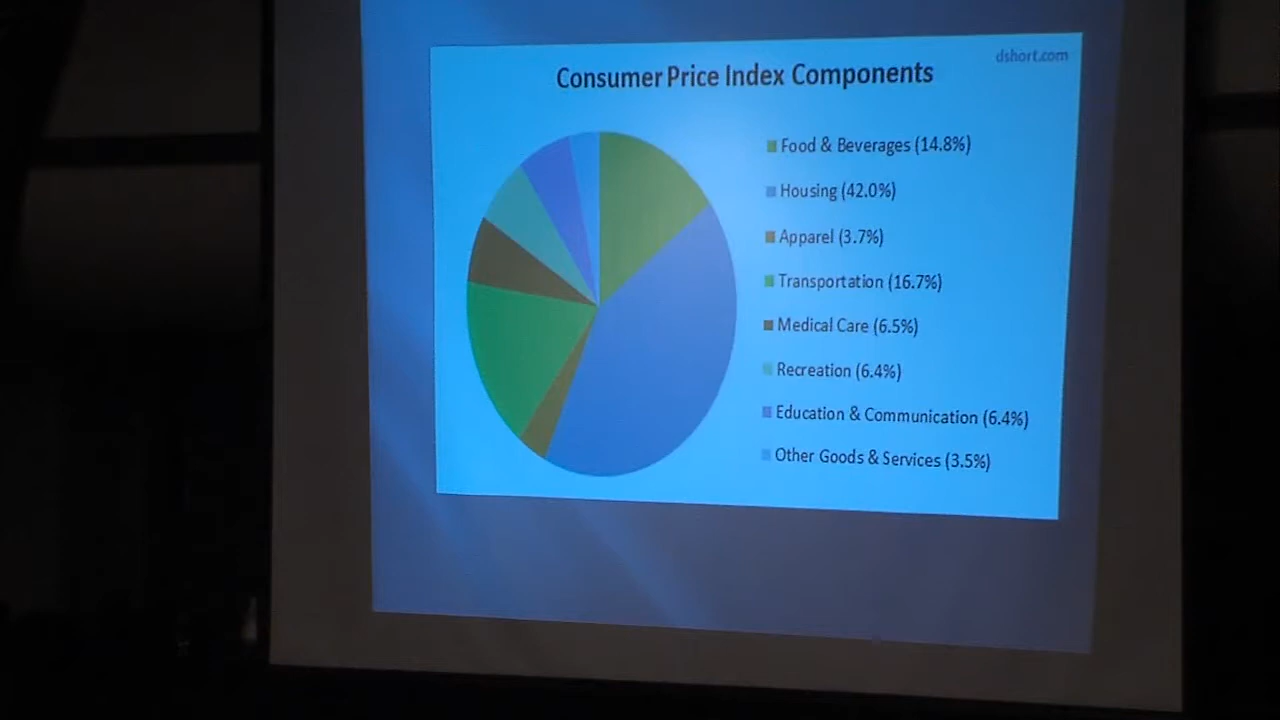 dshort.com
Consumer Price Index Components
Food & Beverages (14.8%)
Housing (42.0%)
Apparel (3.7%)
Transportation (16.7%)
Medical Care (6.5%)
Recreation (6.4%)
Education & Communication (6.4%)
Other Goods & Services (3.5%)